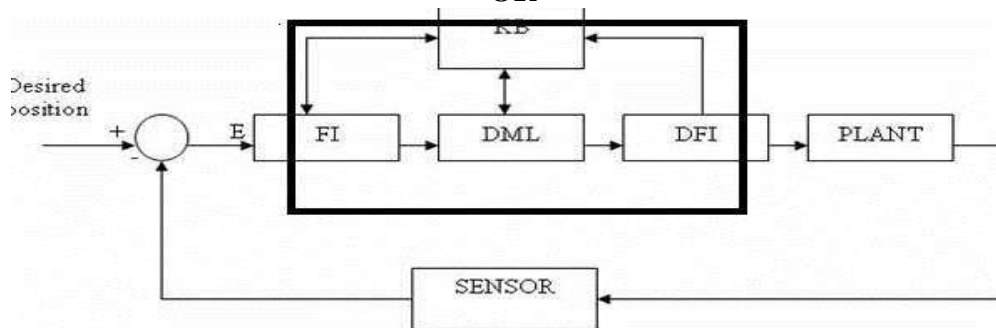 KB
Desired
position
+
-
E
FI
DML
DFI
PLANT
SENSOR